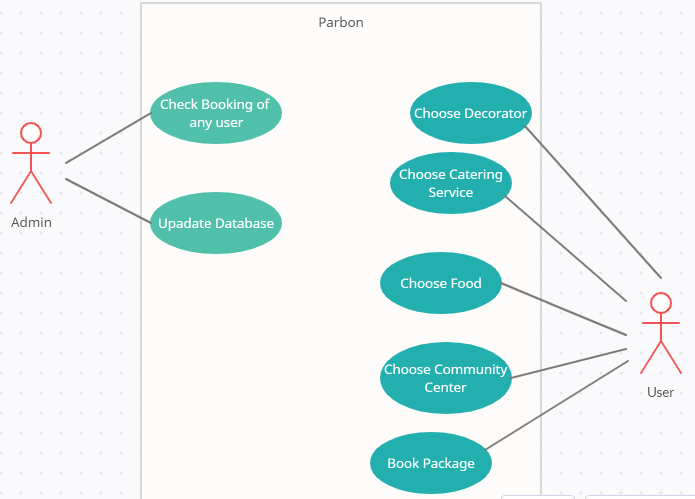 Parbon
Check Booking of
any user
Upadate Database
Admin
Choose Decorator
Choose Catering
Service
Choose Food
Choose Community
Center
Book Package
User